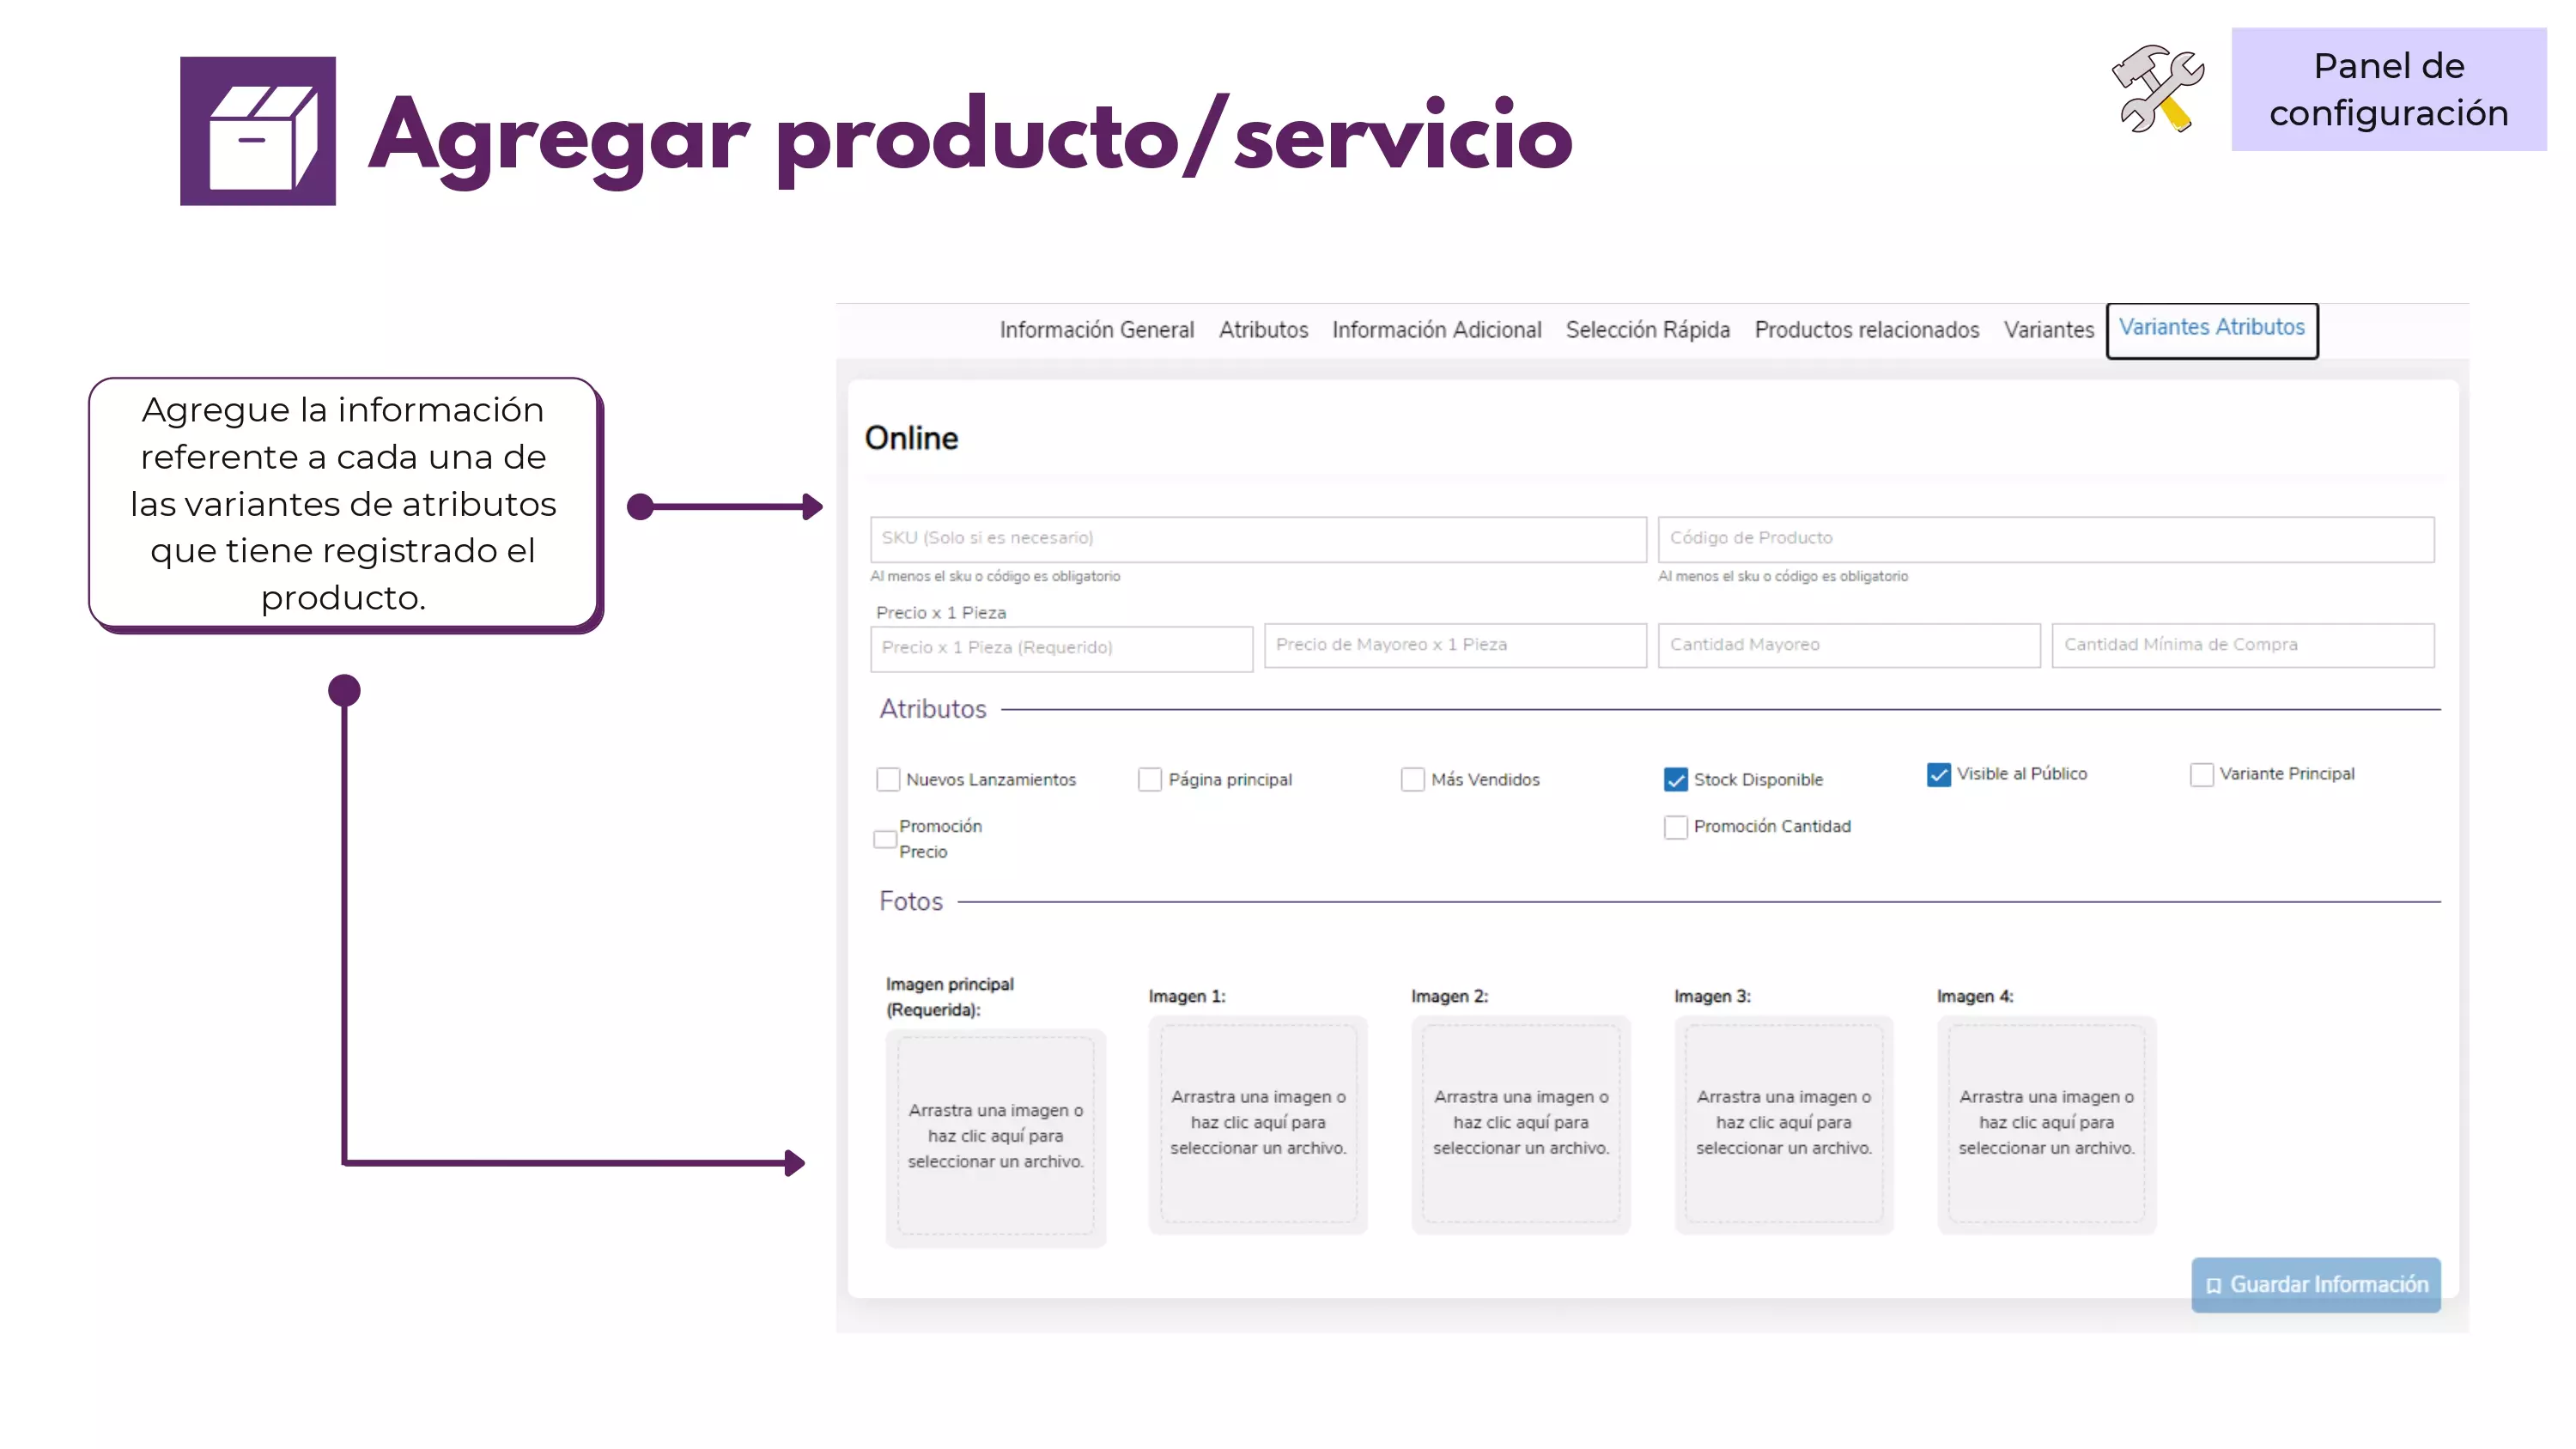 Agregar producto/servicio
Panel de
configuración
Información General Atributos Información Adicional Selección Rápida Productos relacionados Variantes Variantes Atributos
Agregue la información
referente a cada una de
las variantes de atributos
que tiene registrado el
producto.
Online
SKU (Solo si es necesario) Código de Producto
Al menos el sku o código es obligatorio Al menos el sku o código es obligatorio
Precio x 1 Pieza
Precio x 1 Pieza (Requerido) Precio de Mayoreo x 1 Pieza Cantidad Mayoreo Cantidad Mínima de Compra
Atributos
Nuevos Lanzamientos Página principal Más Vendidos Stock Disponible Visible al Público Variante Principal
Promoción
Precio
Promoción Cantidad
Fotos
Imagen principal
(Requerida):
Imagen 1: Imagen 2: Imagen 3: Imagen 4:
Arrastra una imagen o
haz clic aquí para
seleccionar un archivo.
Arrastra una imagen o
haz clic aquí para
seleccionar un archivo.
Arrastra una imagen o
haz clic aquí para
seleccionar un archivo.
Arrastra una imagen o
haz clic aquí para
seleccionar un archivo.
Arrastra una imagen o
haz clic aquí para
seleccionar un archivo.
Guardar Información